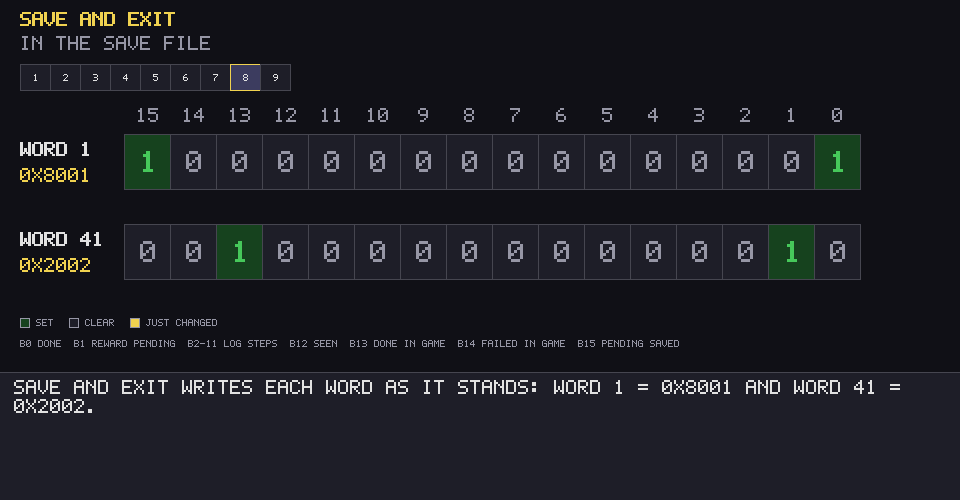 SAVE AND EXIT
IN THE SAVE FILE
1 2 3 4 5 6 7 8 9
15 14 13 12 11 10 9 8 7 6 5 4 3 2 1 0
WORD 1
0X8001
1 0 0 0 0 0 0 0 0 0 0 0 0 0 0 1
WORD 41
0X2002
0 0 1 0 0 0 0 0 0 0 0 0 0 0 1 0
SET CLEAR JUST CHANGED
B0 DONE B1 REWARD PENDING B2-11 LOG STEPS B12 SEEN B13 DONE IN GAME B14 FAILED IN GAME B15 PENDING SAVED
SAVE AND EXIT WRITES EACH WORD AS IT STANDS: WORD 1 = 0X8001 AND WORD 41 =
0X2002.